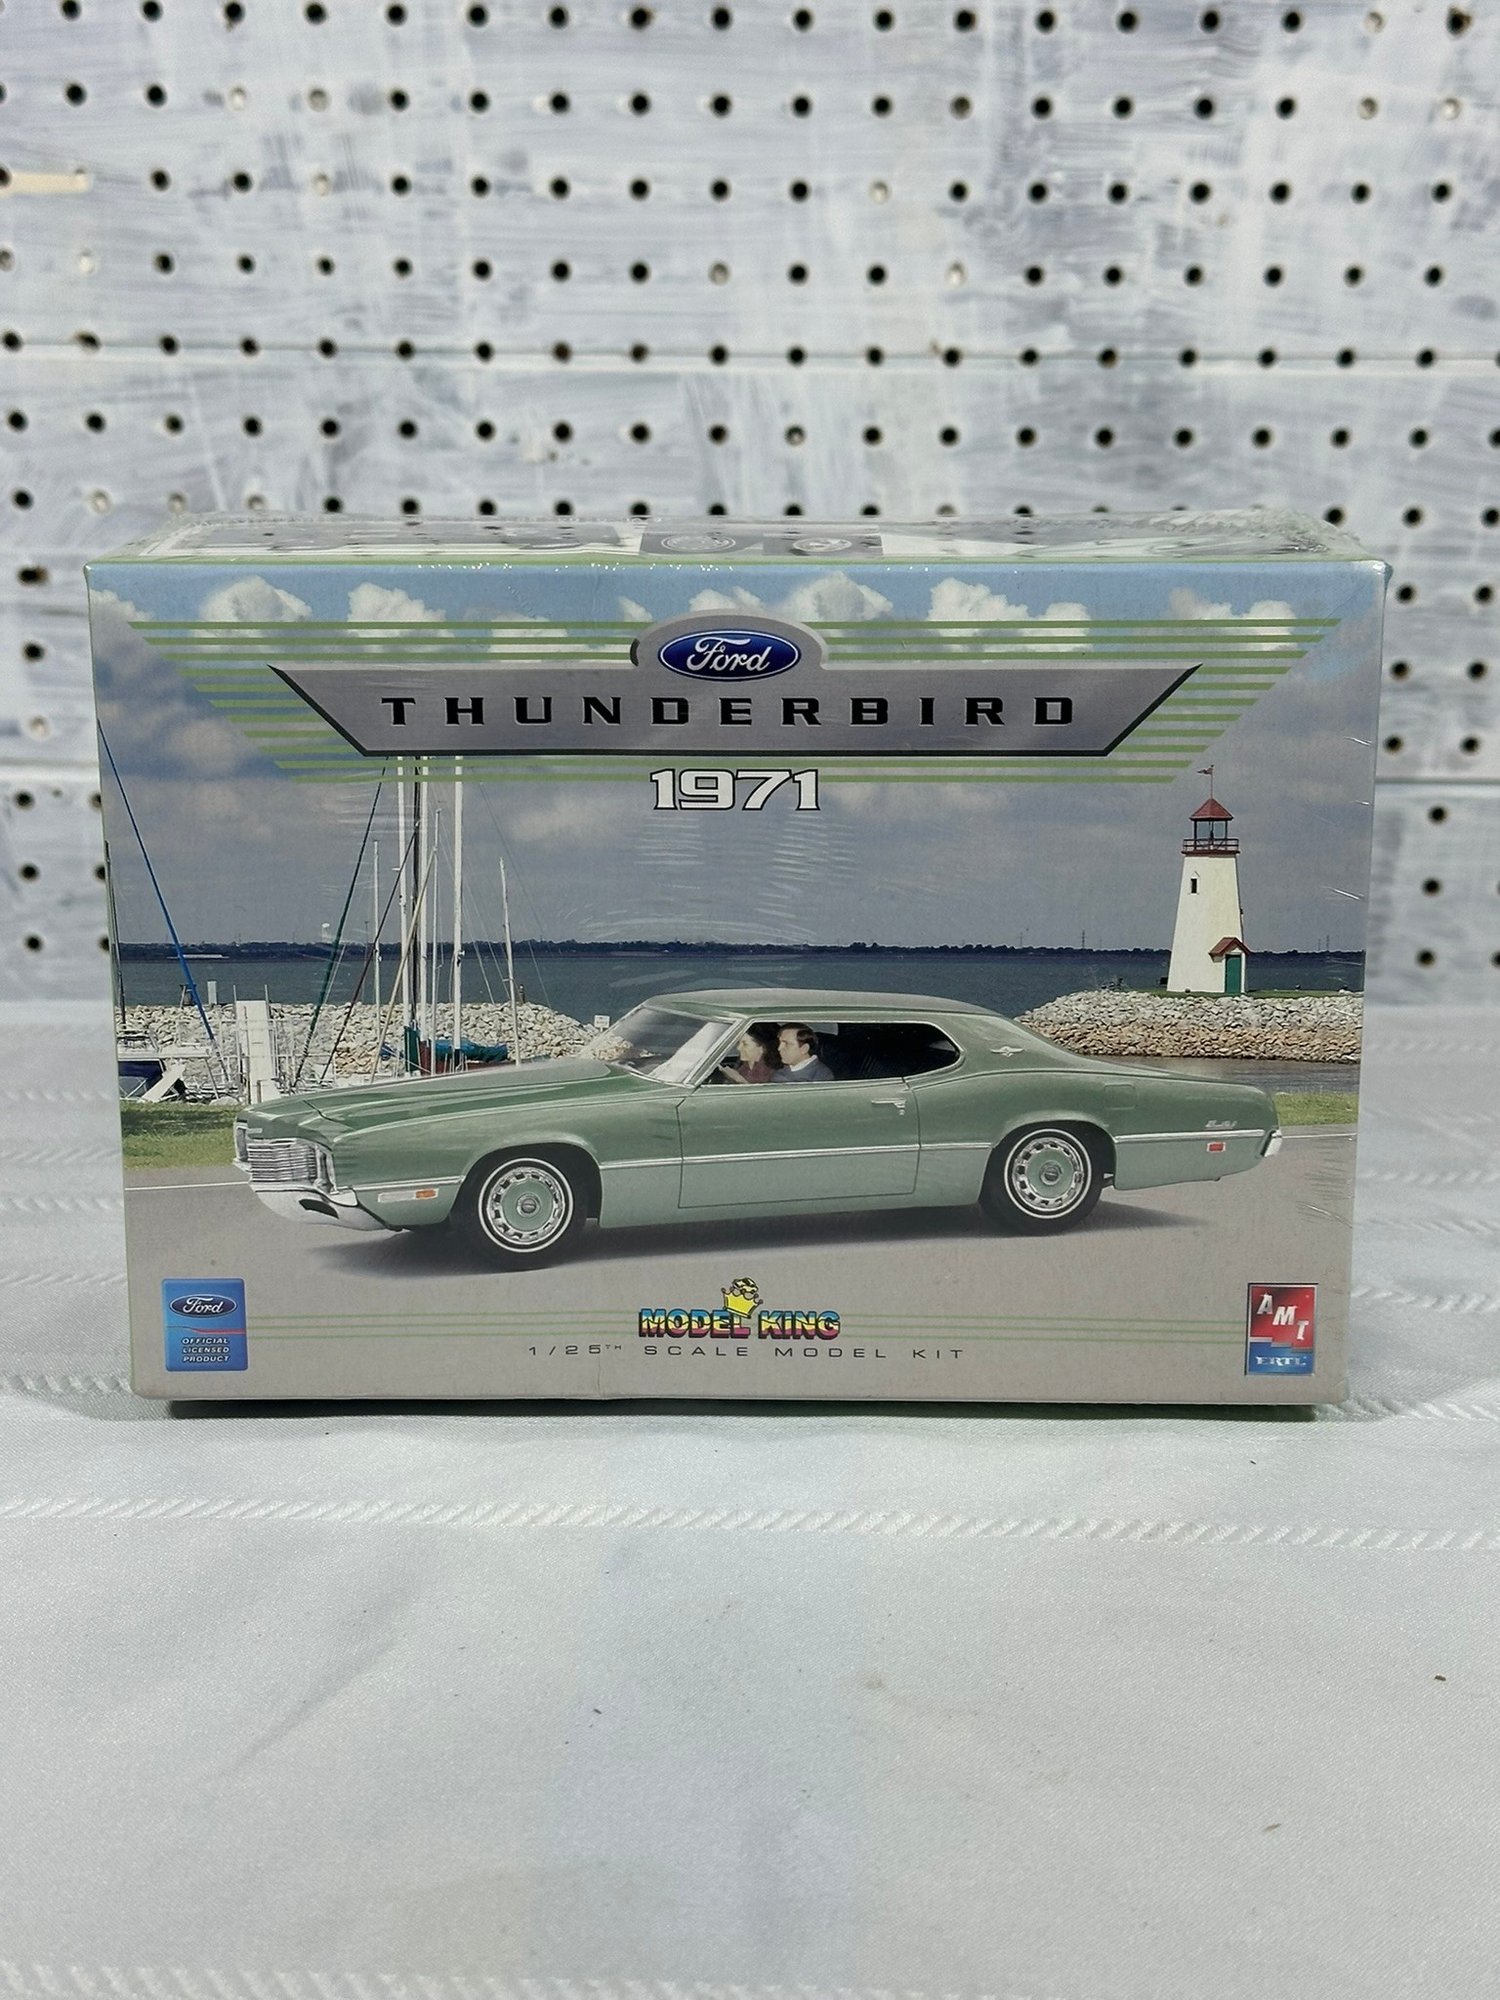 Ford
THUNDERBIRD
1971
Ford
OFFICIAL
LICENSED
PRODUCT
MODEL KING
1/25TH SCALE MODEL KIT
AMT
ERTL